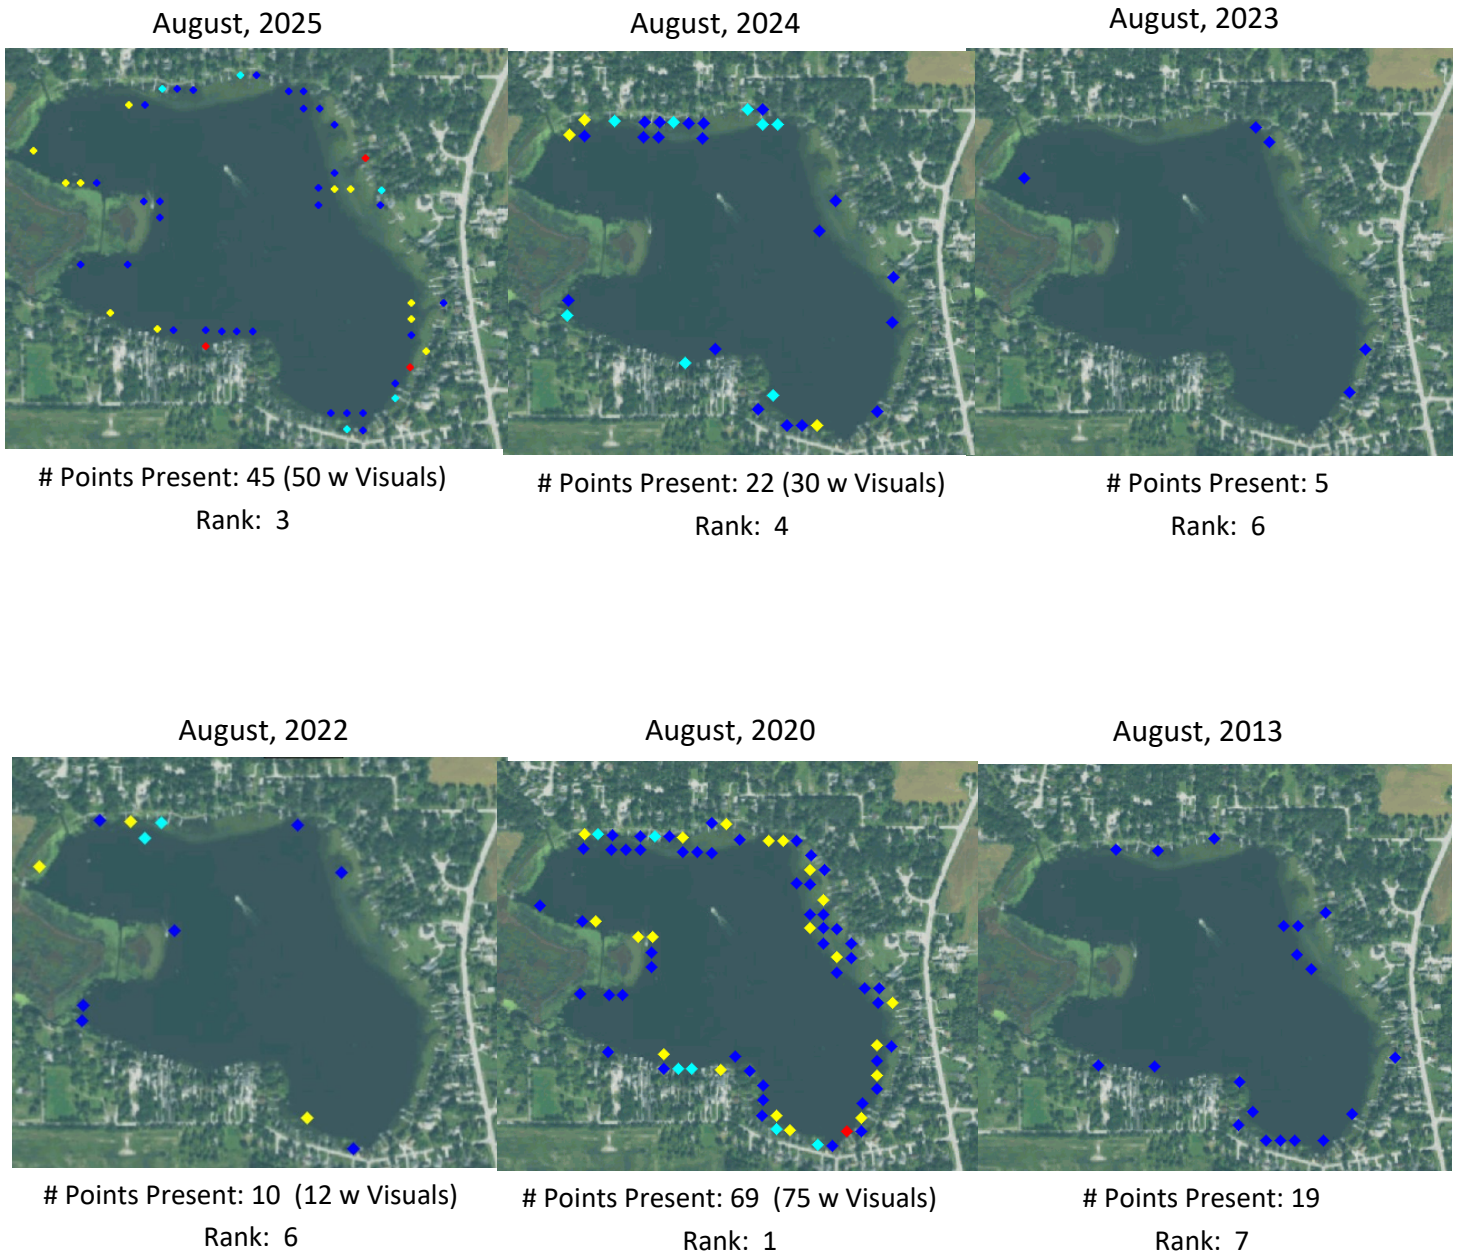 August, 2025
August, 2024
August, 2023
# Points Present: 45 (50 w Visuals)
Rank:  3
# Points Present: 22 (30 w Visuals)
Rank:  4
# Points Present: 5
Rank:  6
August, 2022
August, 2020
August, 2013
# Points Present: 10  (12 w Visuals)
Rank:  6
# Points Present: 69  (75 w Visuals)
Rank:  1
# Points Present: 19
Rank:  7